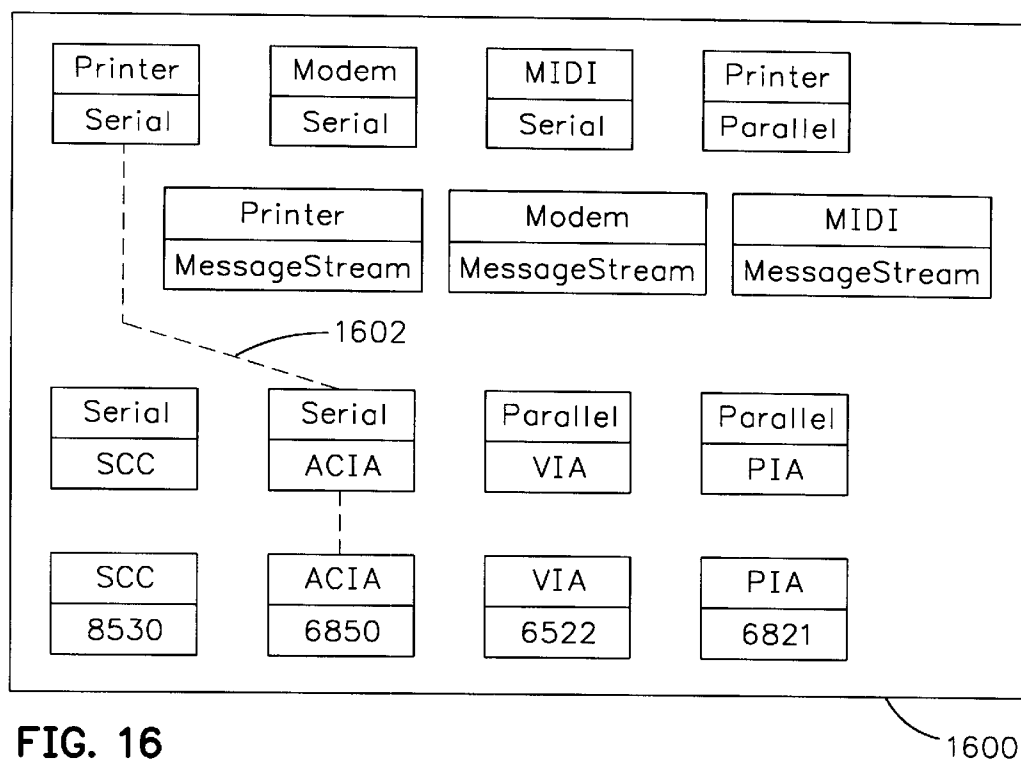 Printer Modem MIDI Printer
Serial Serial Serial Parallel
Printer Modem MIDI
MessageStream MessageStream MessageStream
1602
Serial Serial Parallel Parallel
SCC ACIA VIA PIA
SCC ACIA VIA PIA
8530 6850 6522 6821
FIG. 16
1600